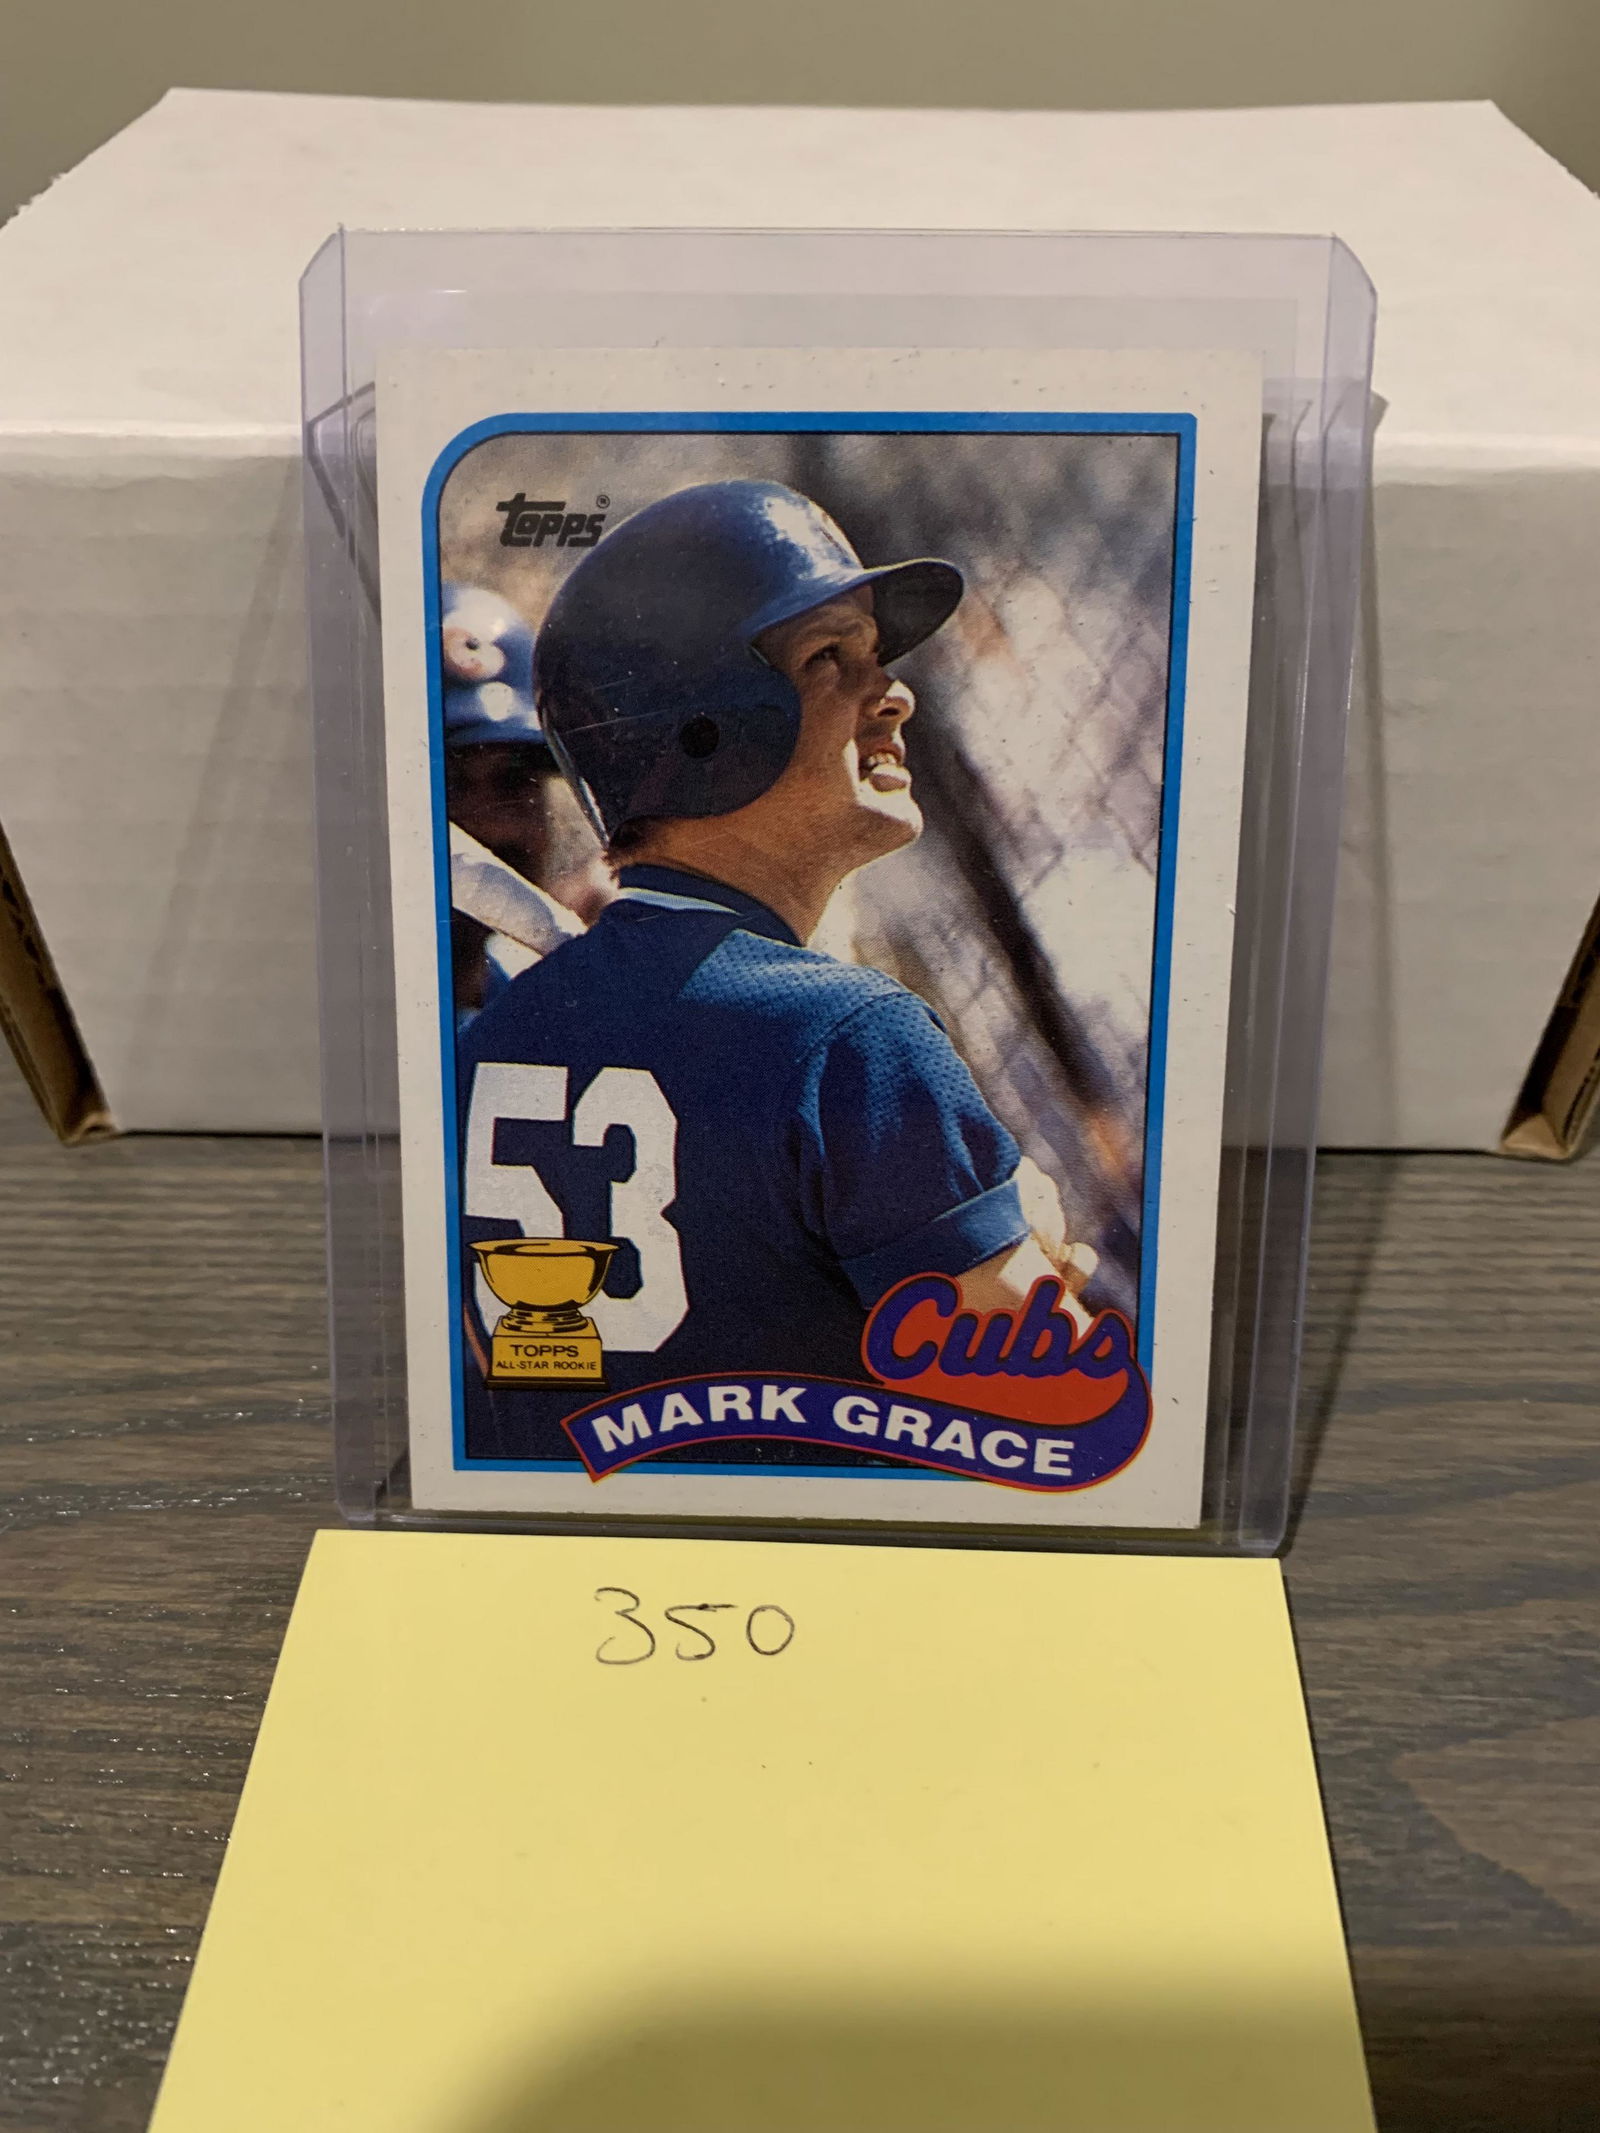 topps®
53
TOPPS
ALL-STAR ROOKIE
Cubs
MARK GRACE
350